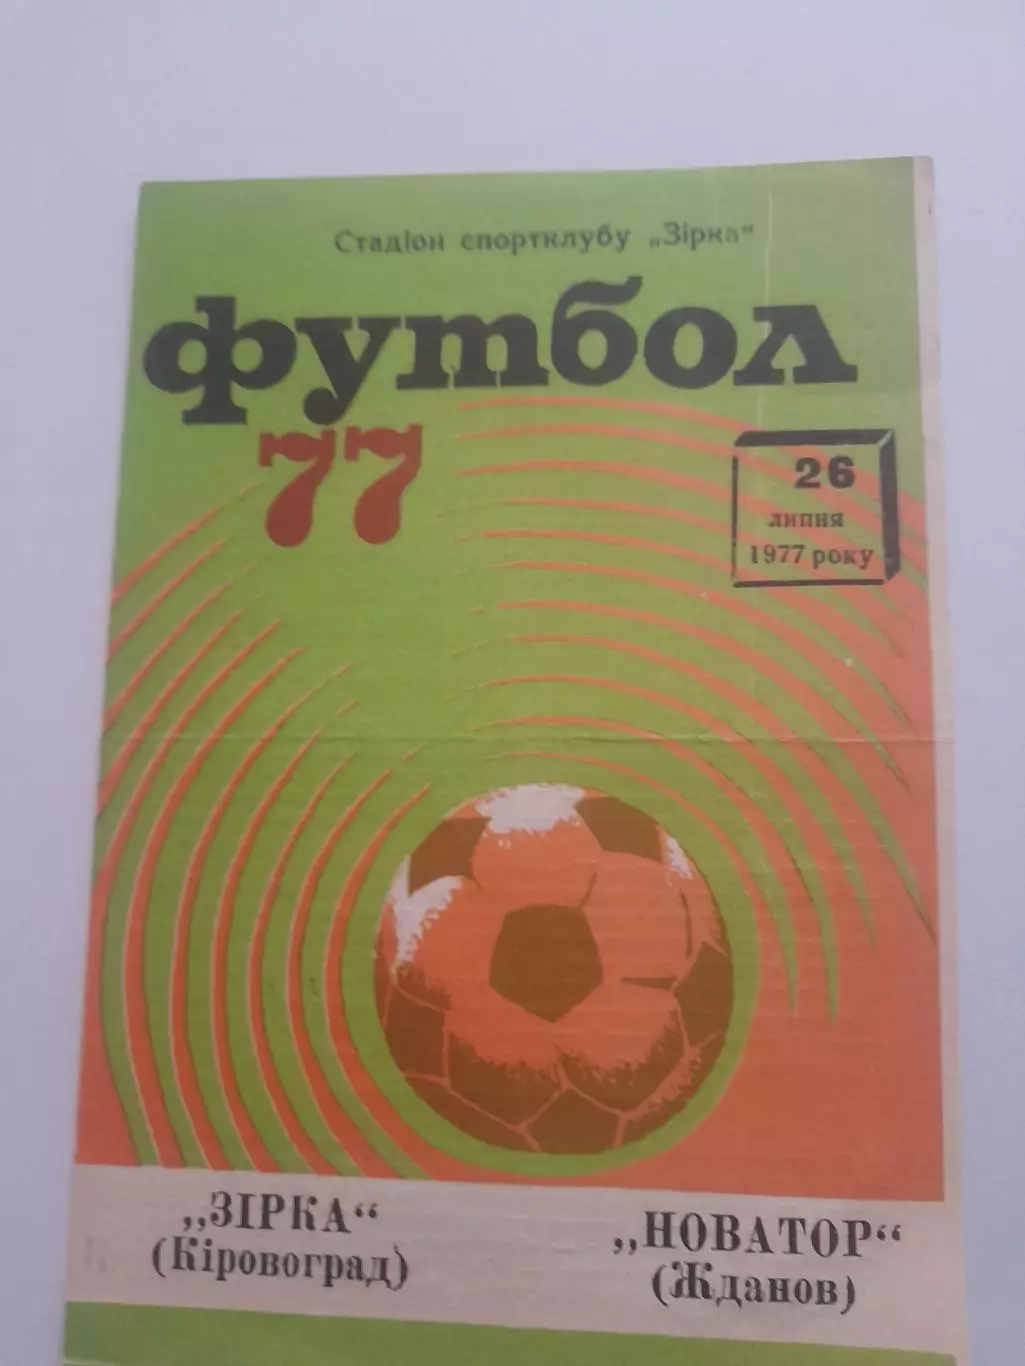 Стадіон спортклубу „Зірка"
футбол
77
26
липня
1977 року
„ЗІРКА"
(Кіровоград)
„НОВАТОР"
(Жданов)